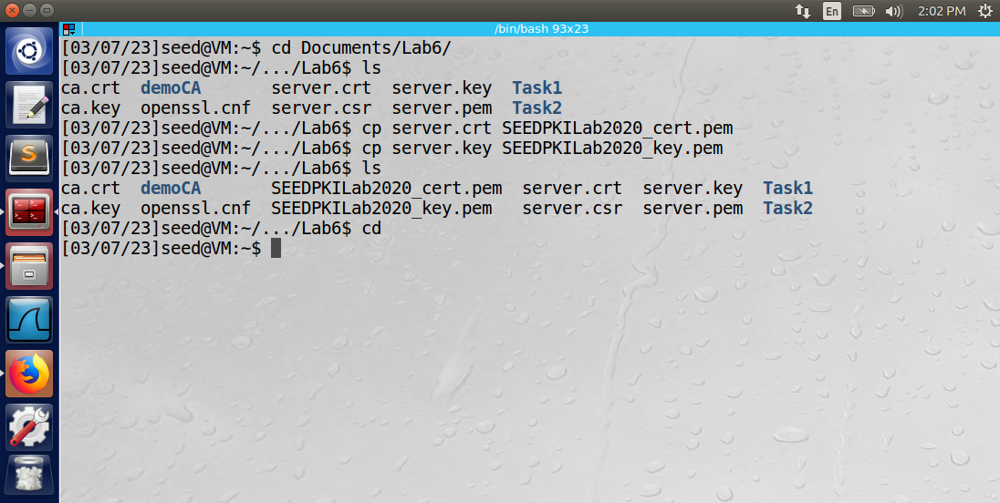 En 2:02 PM
/bin/bash 93x23
[03/07/23]seed@VM:~$ cd Documents/Lab6/
[03/07/23]seed@VM:~/.../Lab6$ ls
ca.crt  demoCA       server.crt  server.key  Task1
ca.key  openssl.cnf  server.csr  server.pem  Task2
[03/07/23]seed@VM:~/.../Lab6$ cp server.crt SEEDPKILab2020_cert.pem
[03/07/23]seed@VM:~/.../Lab6$ cp server.key SEEDPKILab2020_key.pem
[03/07/23]seed@VM:~/.../Lab6$ ls
ca.crt  demoCA       SEEDPKILab2020_cert.pem  server.crt  server.key  Task1
ca.key  openssl.cnf  SEEDPKILab2020_key.pem   server.csr  server.pem  Task2
[03/07/23]seed@VM:~/.../Lab6$ cd
[03/07/23]seed@VM:~$